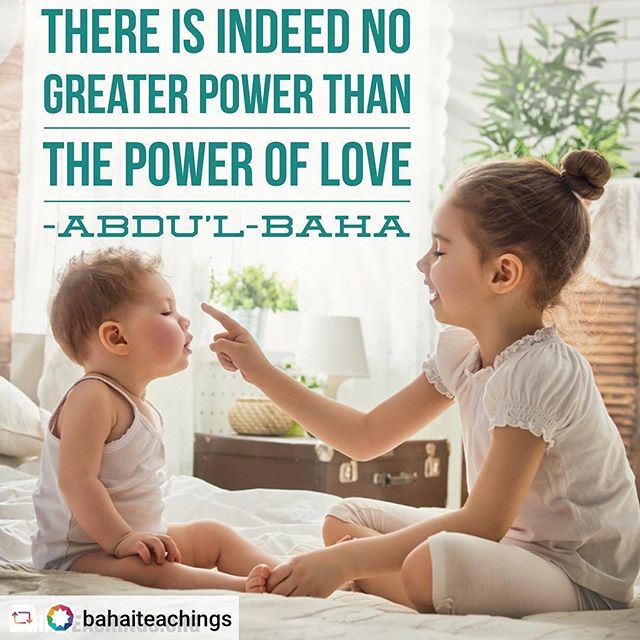 THERE IS INDEED NO
GREATER POWER THAN
THE POWER OF LOVE
-ABDU'L-BAHA
bahaiteachings